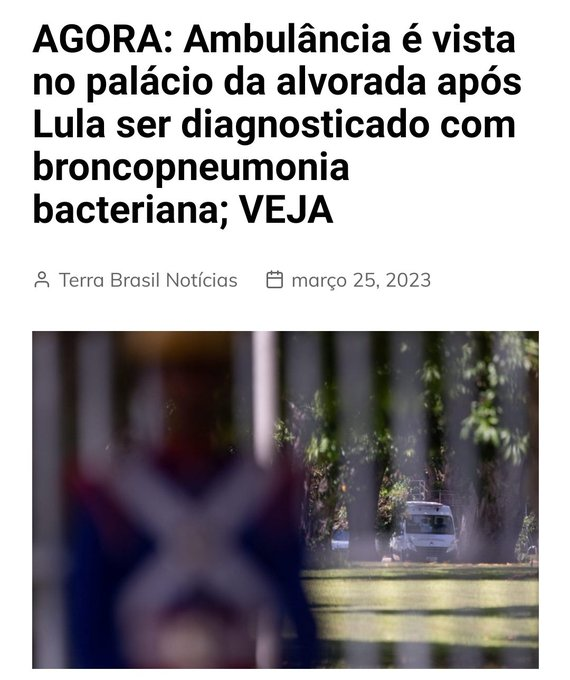 AGORA: Ambulância é vista
no palácio da alvorada após
Lula ser diagnosticado com
broncopneumonia
bacteriana; VEJA
Terra Brasil Notícias março 25, 2023